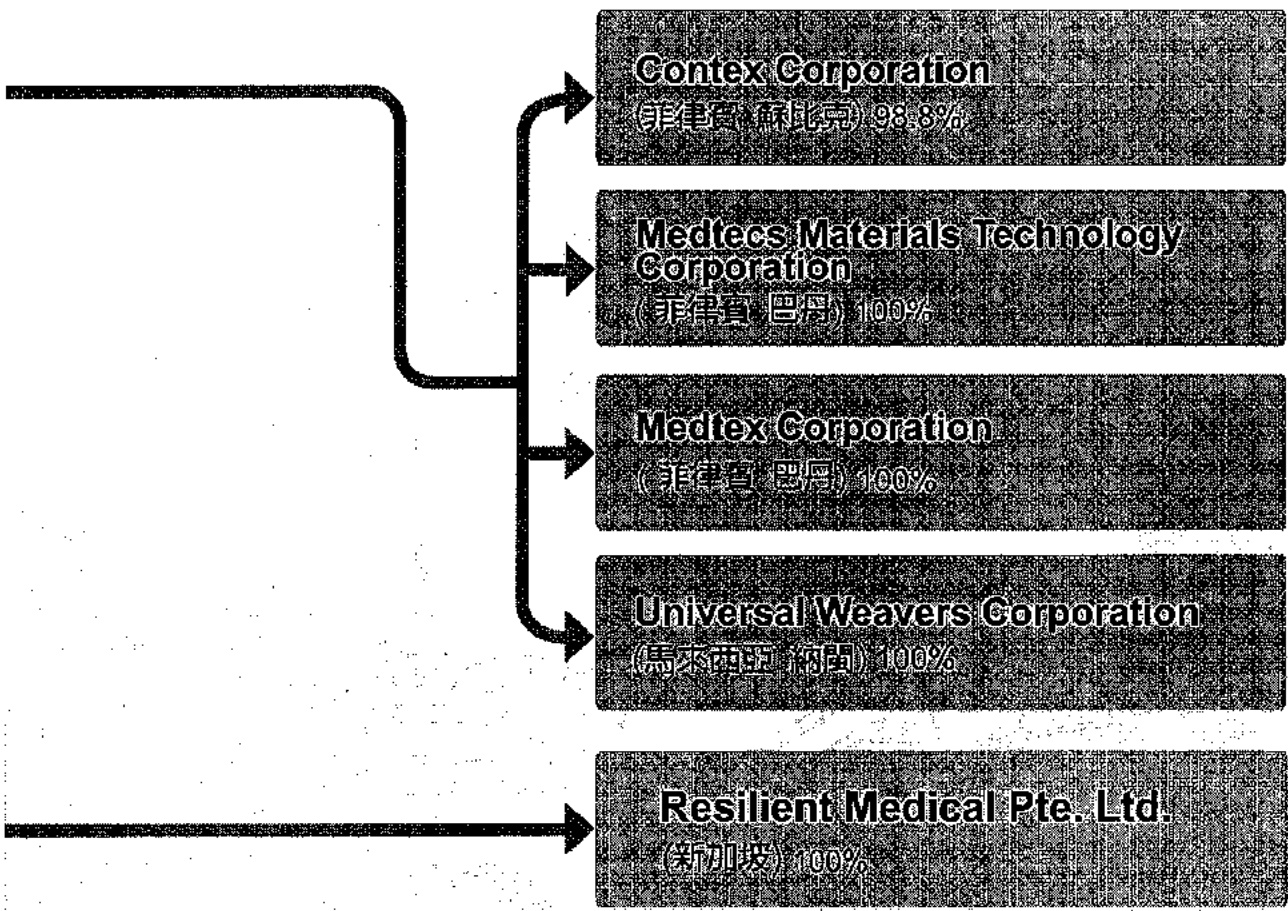 Contex Corporation
(菲律賓 蘇比克) 98.8%
Medtecs Materials Technology
Corporation
( 菲律賓 巴丹) 100%
Medtex Corporation
( 菲律賓 巴丹) 100%
Universal Weavers Corporation
(馬來西亞 納閩) 100%
Resilient Medical Pte. Ltd.
(新加坡) 100%